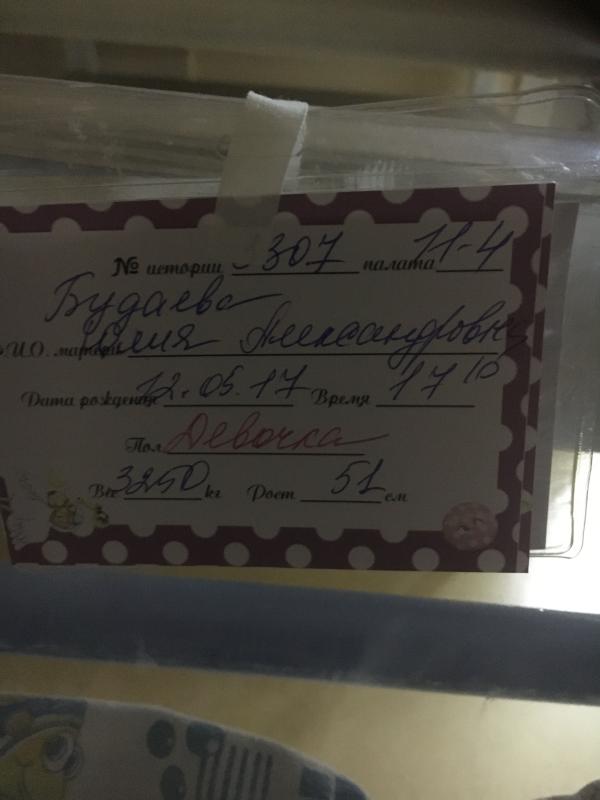 № истории 307 палата 11-4
Будаева
Ф.И.О. матери Юлия Александровна
Дата рождения 12.05.17 Время 17 10
Пол Девочка
Вес 3250 кг Рост 51 см